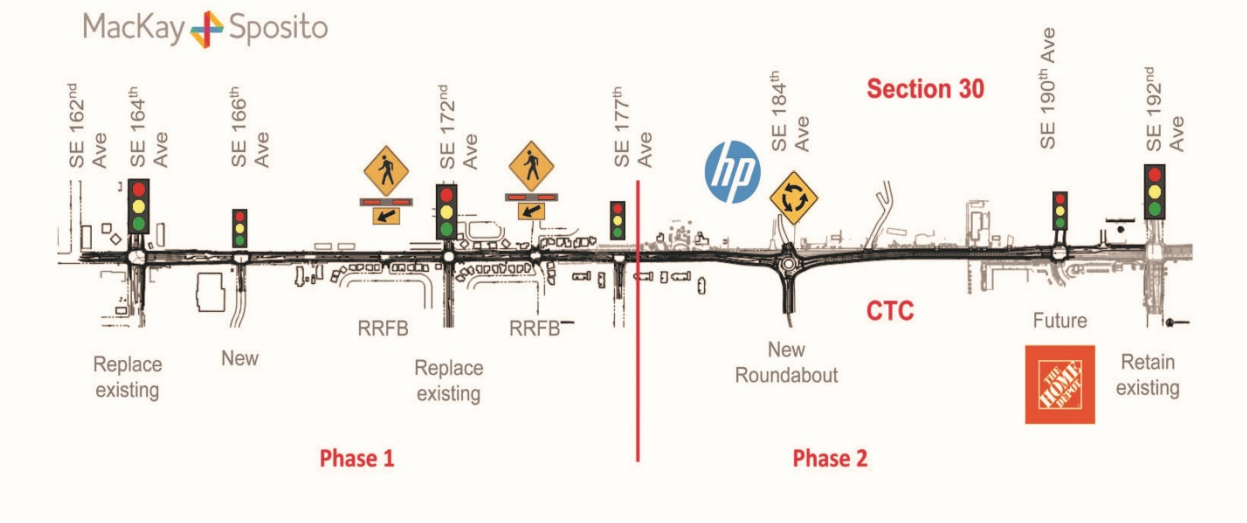 MacKay Sposito
SE 162nd
Ave
SE 164th
Ave
SE 166th
Ave
SE 172nd
Ave
SE 177th
Ave
hp
SE 184th
Ave
Section 30
SE 190th Ave
SE 192nd
Ave
Replace
existing
New
RRFB
Replace
existing
RRFB
New
Roundabout
CTC
Future
THE
HOME
DEPOT
Retain
existing
Phase 1
Phase 2